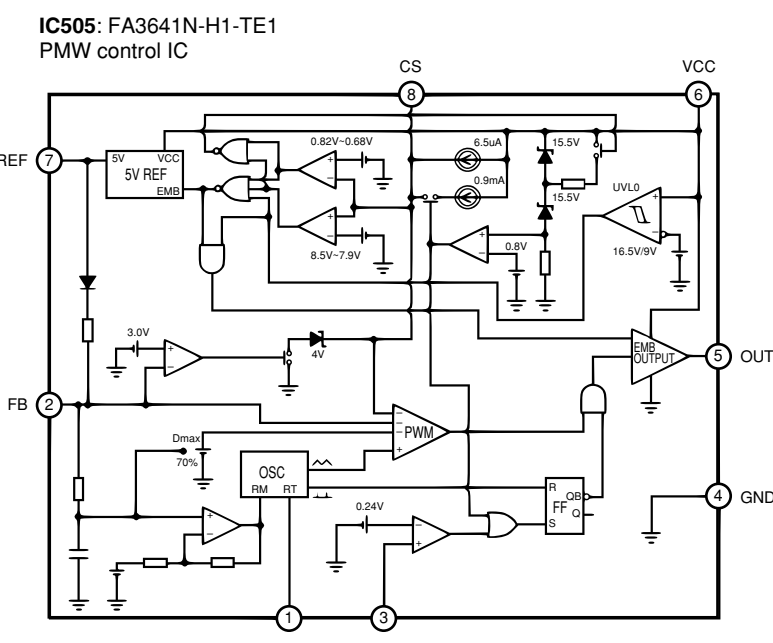 IC505: FA3641N-H1-TE1
PMW control IC
CS
VCC
8
6
REF
7
5V
VCC
5V REF
EMB
0.82V~0.68V
8.5V~7.9V
6.5uA
0.9mA
15.5V
15.5V
UVL0
16.5V/9V
0.8V
3.0V
4V
EMB
OUTPUT
5
OUT
FB
2
Dmax
70%
PWM
OSC
RM
RT
0.24V
R
QB
FF
Q
S
4
GND
1
3